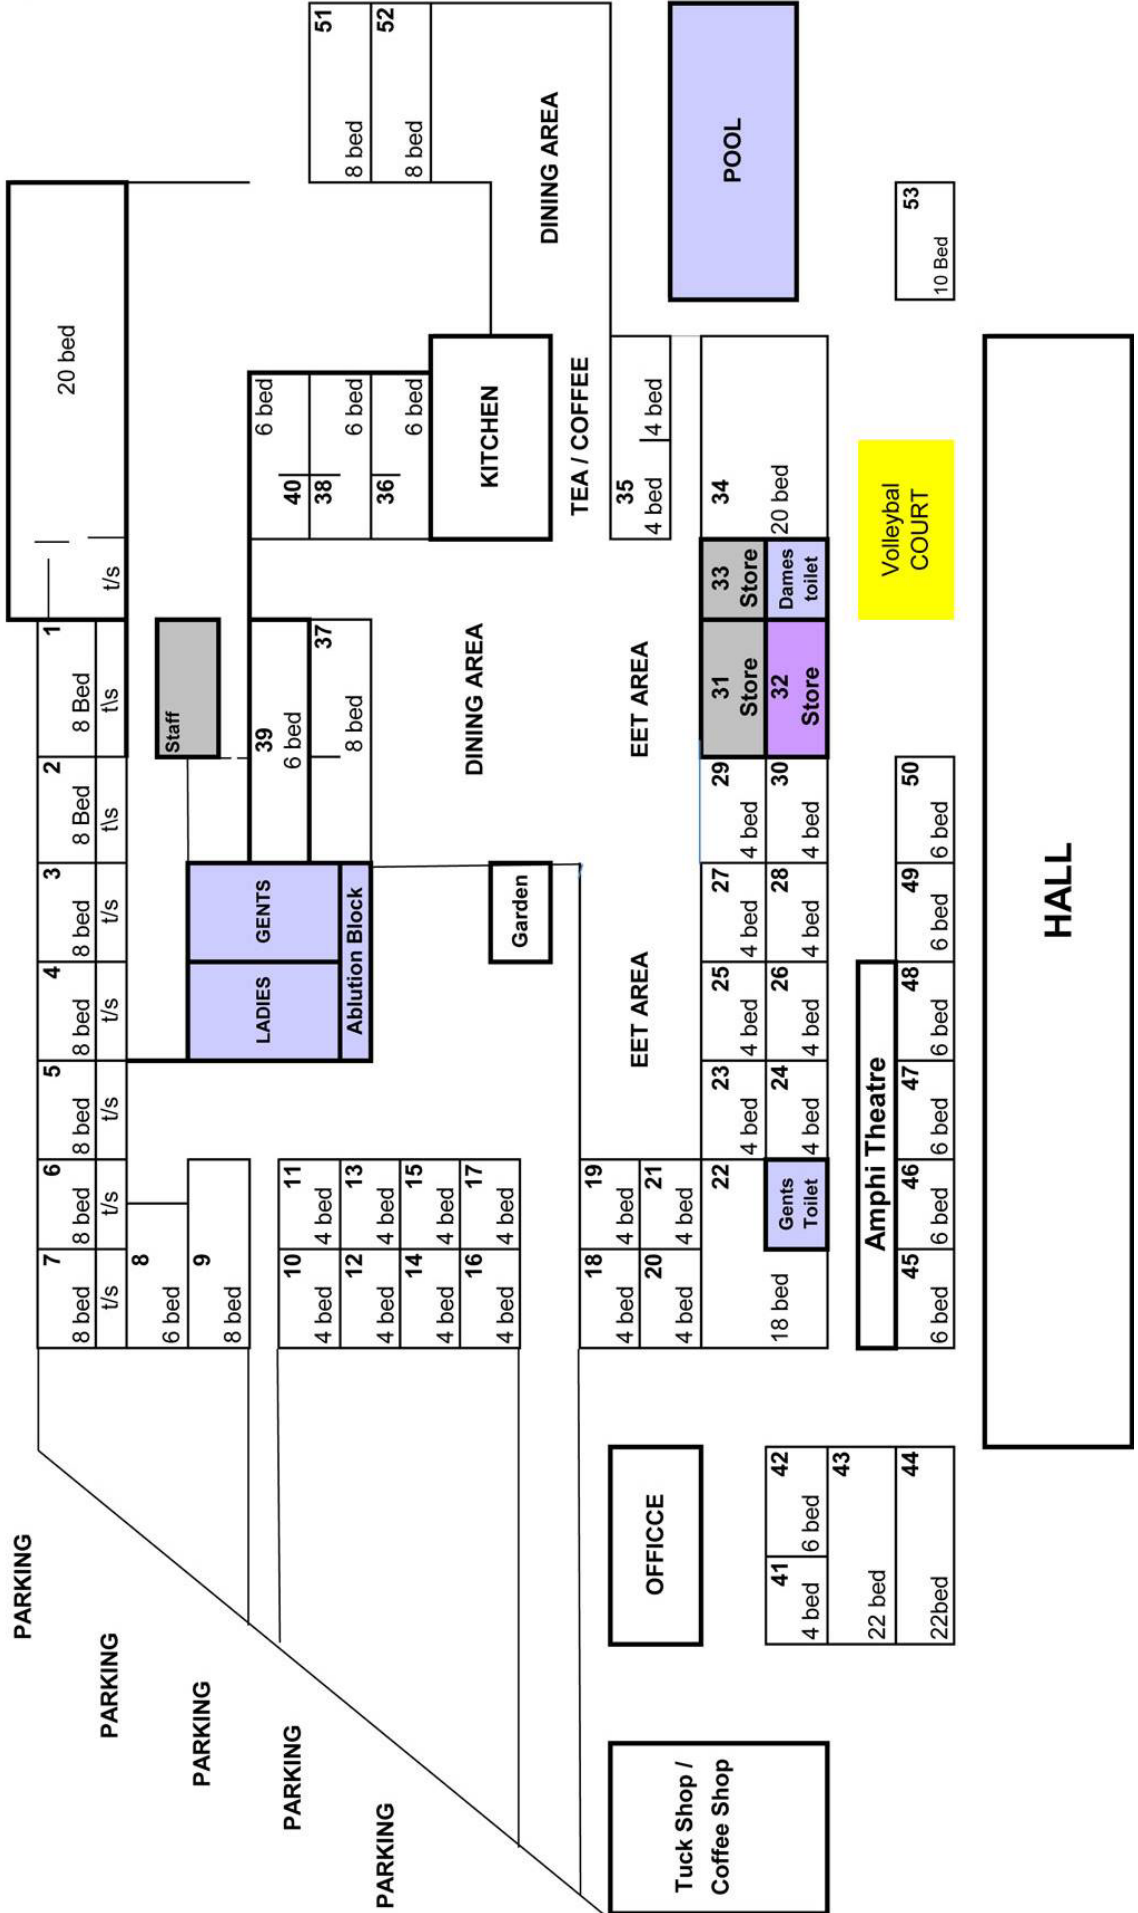 PARKING
20 bed
7
8 bed
t/s
6
8 bed
t/s
5
8 bed
t/s
4
8 bed
t/s
3
8 bed
t/s
2
8 Bed
t\s
1
8 Bed
t\s
t/s
PARKING
8
6 bed
Staff
PARKING
9
8 bed
LADIES
GENTS
Ablution Block
39
6 bed
37
8 bed
40
6 bed
38
6 bed
36
6 bed
51
8 bed
52
8 bed
PARKING
10
4 bed
11
4 bed
12
4 bed
13
4 bed
PARKING
14
4 bed
15
4 bed
16
4 bed
17
4 bed
Garden
DINING AREA
KITCHEN
DINING AREA
TEA / COFFEE
18
4 bed
19
4 bed
20
4 bed
21
4 bed
EET AREA
EET AREA
35
4 bed
4 bed
POOL
Tuck Shop /
Coffee Shop
OFFICCE
22
18 bed
Gents
Toilet
23
4 bed
24
4 bed
25
4 bed
26
4 bed
27
4 bed
28
4 bed
29
4 bed
30
4 bed
31
Store
32
Store
33
Store
Dames
toilet
34
20 bed
41
4 bed
42
6 bed
43
22 bed
44
22bed
Amphi Theatre
Volleybal
COURT
45
6 bed
46
6 bed
47
6 bed
48
6 bed
49
6 bed
50
6 bed
53
10 Bed
HALL